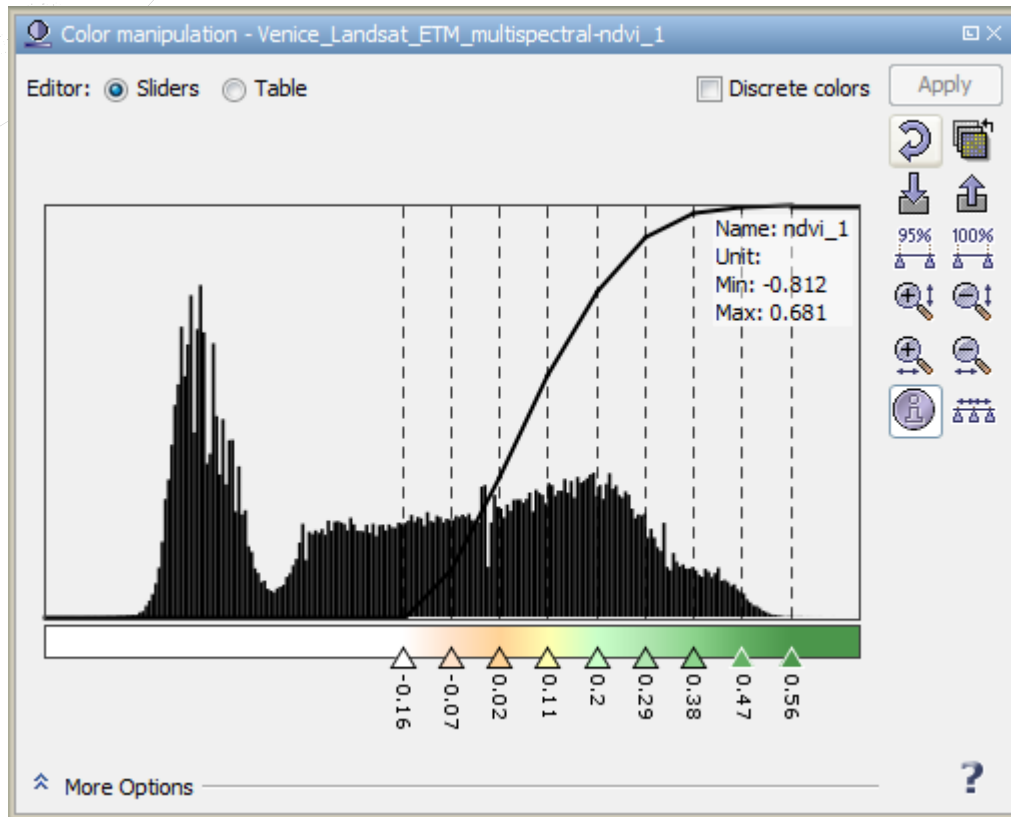 Color manipulation - Venice_Landsat_ETM_multispectral-ndvi_1
Editor: Sliders Table Discrete colors Apply
95% 100%
Name: ndvi_1
Unit:
Min: -0.812
Max: 0.681
-0.16
-0.07
0.02
0.11
0.2
0.29
0.38
0.47
0.56
More Options
?